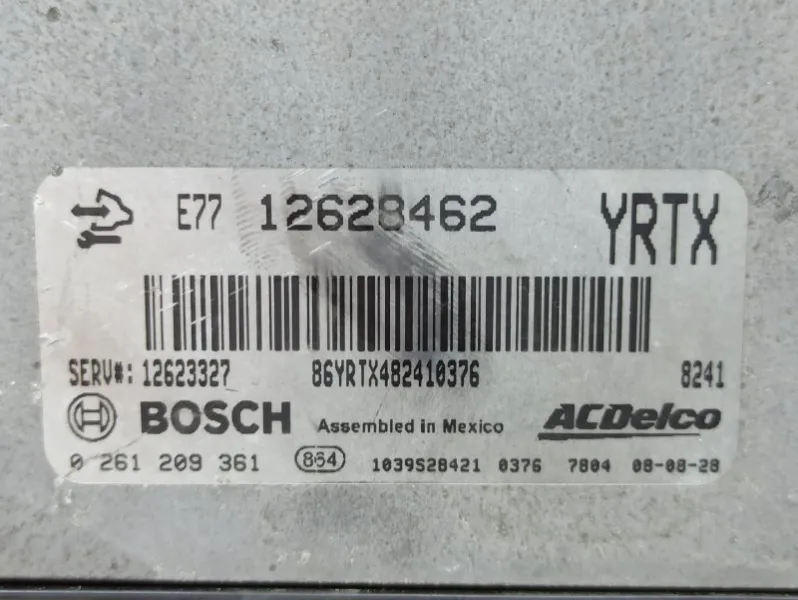 E77 12628462 YRTX
SERV#: 12623327 86YRTX482410376 8241
BOSCH Assembled in Mexico ACDelco
0 261 209 361 864 1039S28421 0376 7804 08-08-28